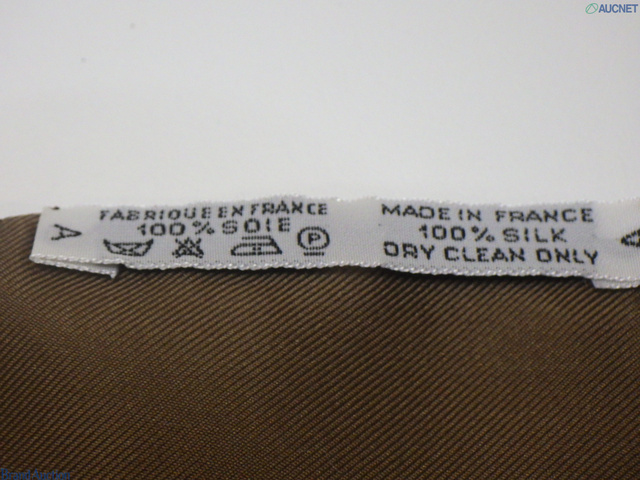 AUCNET
A
FABRIQUE EN FRANCE
100% SOIE
P
MADE IN FRANCE
100% SILK
DRY CLEAN ONLY